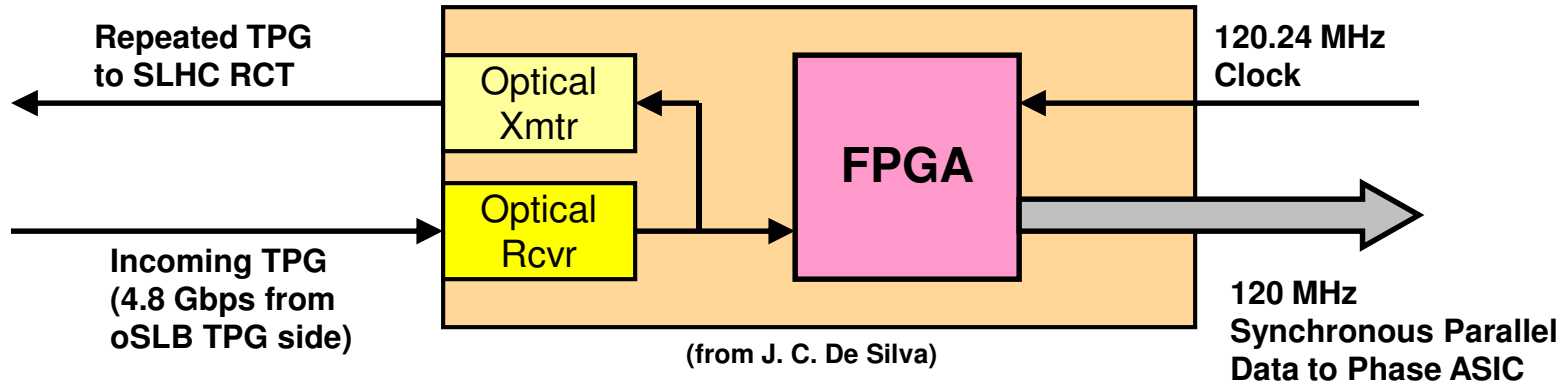 Repeated TPG
to SLHC RCT
Optical
Xmtr
FPGA
120.24 MHz
Clock
Optical
Rcvr
Incoming TPG
(4.8 Gbps from
oSLB TPG side)
120 MHz
Synchronous Parallel
Data to Phase ASIC
(from J. C. De Silva)